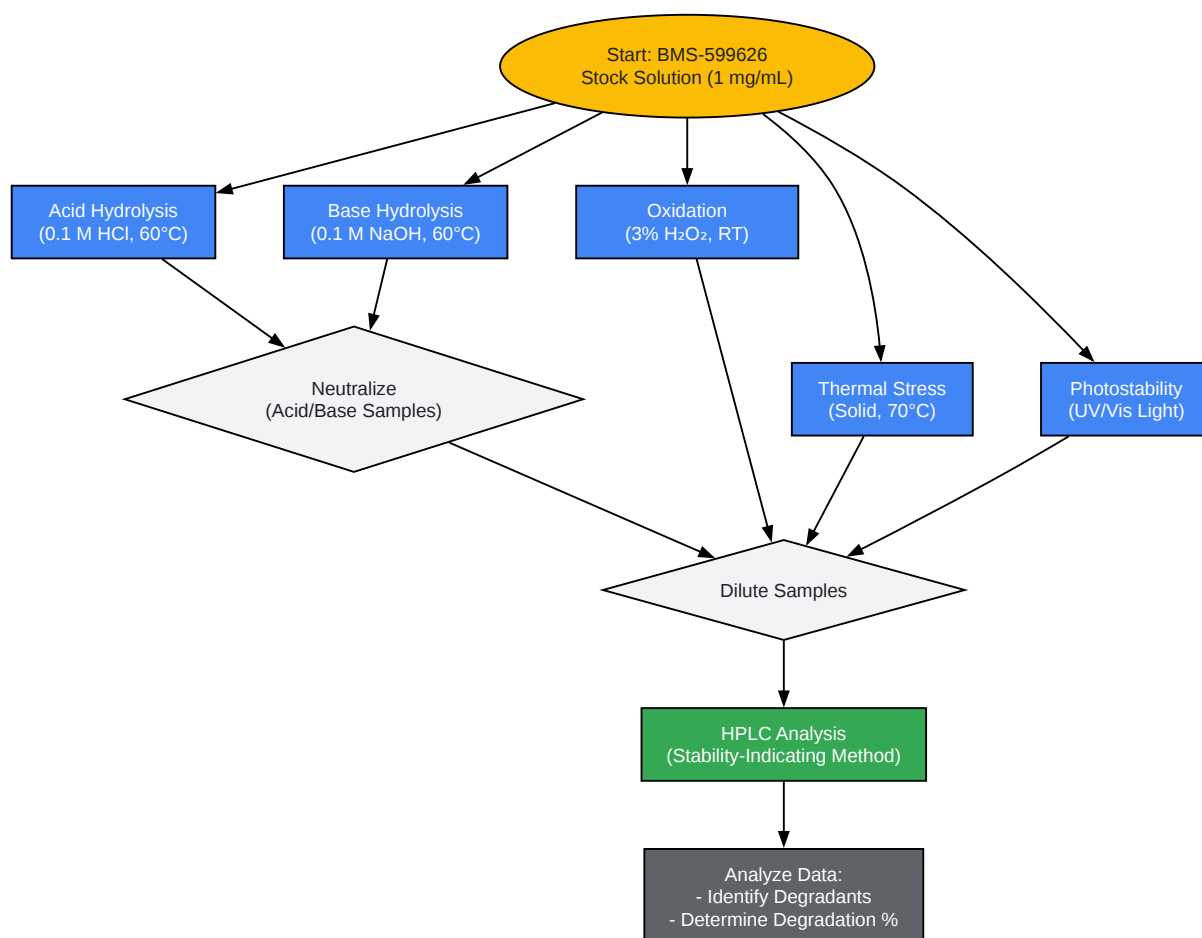 Start: BMS-599626
Stock Solution (1 mg/mL)
Acid Hydrolysis
(0.1 M HCl, 60°C)
Base Hydrolysis
(0.1 M NaOH, 60°C)
Oxidation
(3% H₂O₂, RT)
Thermal Stress
(Solid, 70°C)
Photostability
(UV/Vis Light)
Neutralize
(Acid/Base Samples)
Dilute Samples
HPLC Analysis
(Stability-Indicating Method)
Analyze Data:
- Identify Degradants
- Determine Degradation %